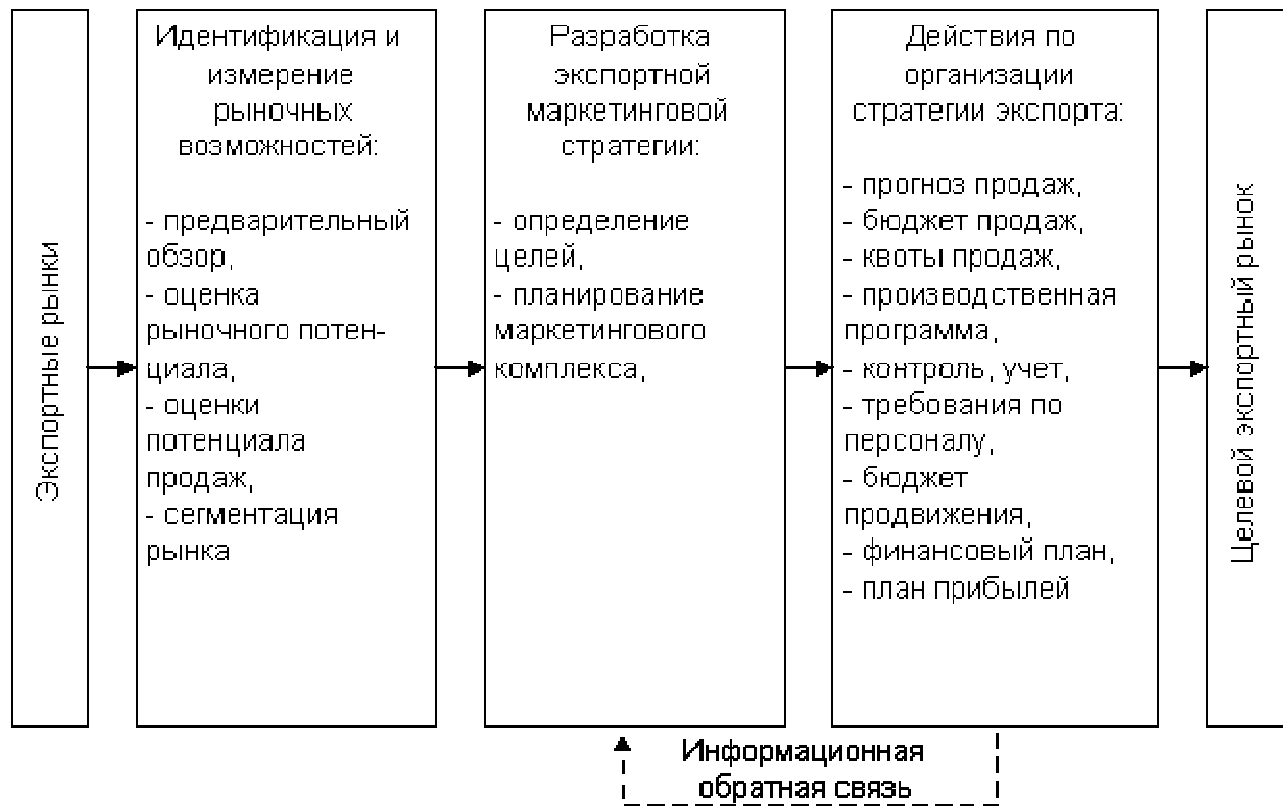 Экспортные рынки
Идентификация и
измерение
рыночных
возможностей:
- предварительный
обзор,
- оценка
рыночного потен-
циала,
- оценки
потенциала
продаж,
- сегментация
рынка
Разработка
экспортной
маркетинговой
стратегии:
- определение
целей,
- планирование
маркетингового
комплекса,
Действия по
организации
стратегии экспорта:
- прогноз продаж,
- бюджет продаж,
- квоты продаж,
- производственная
программа,
- контроль, учет,
- требования по
персоналу,
- бюджет
продвижения,
- финансовый план,
- план прибылей
Целевой экспортный рынок
Информационная
обратная связь